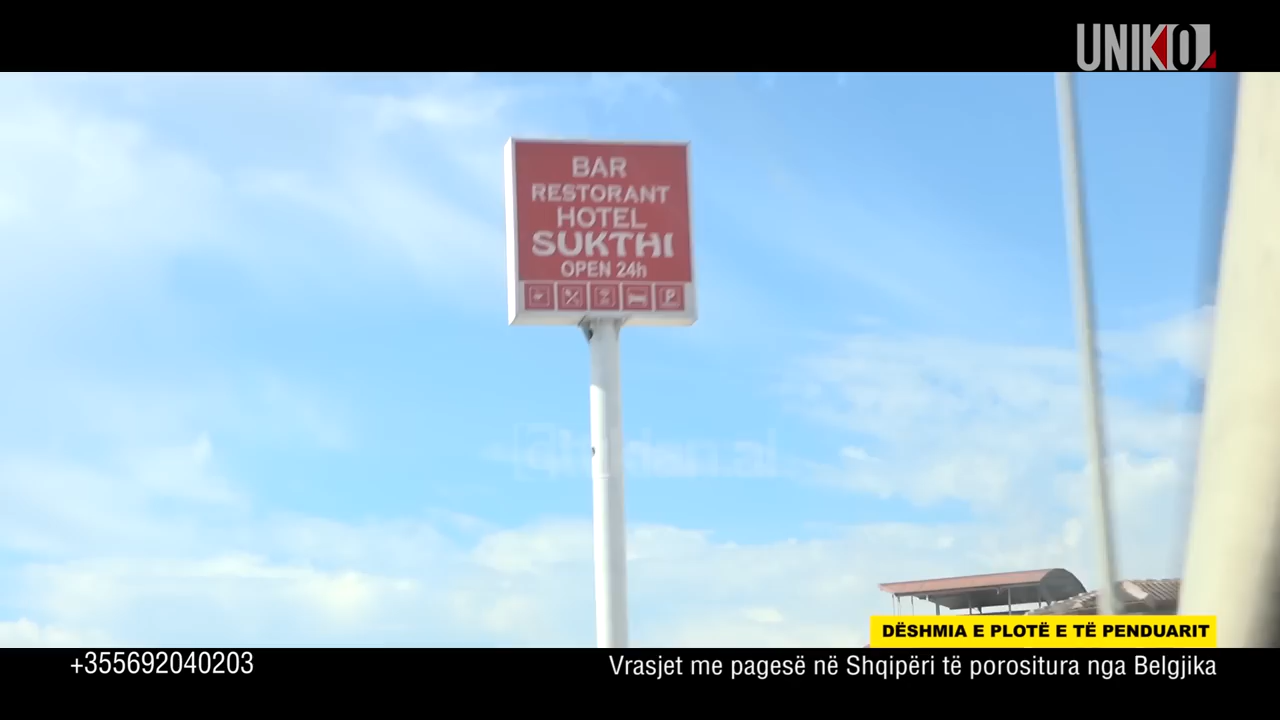 UNIKO
BAR
RESTORANT
HOTEL
SUKTHI
OPEN 24h
P
DËSHMIA E PLOTË E TË PENDUARIT
+355692040203
Vrasjet me pagesë në Shqipëri të porositura nga Belgjika